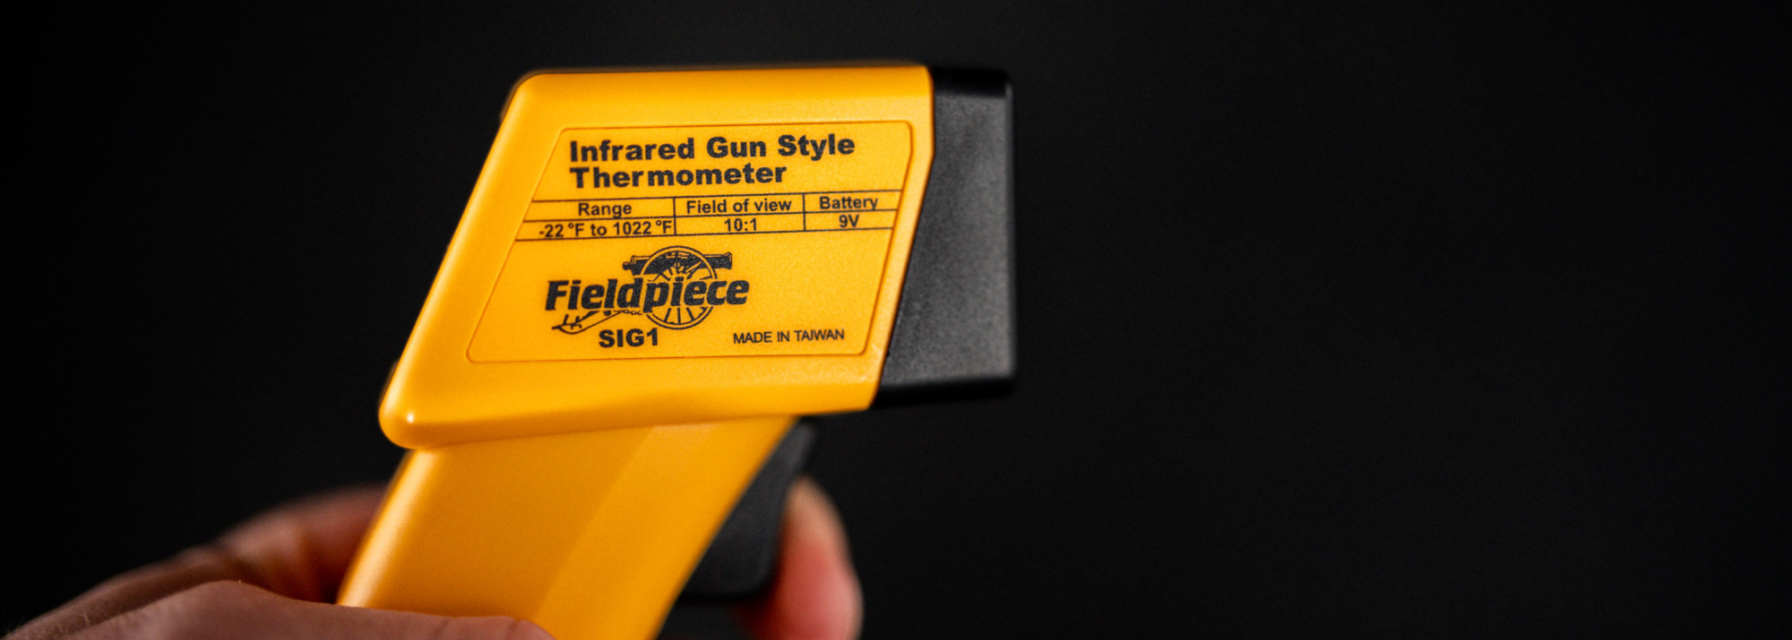 Infrared Gun Style
Thermometer
Range Field of view Battery
-22 °F to 1022 °F 10:1 9V
Fieldpiece
SIG1
MADE IN TAIWAN